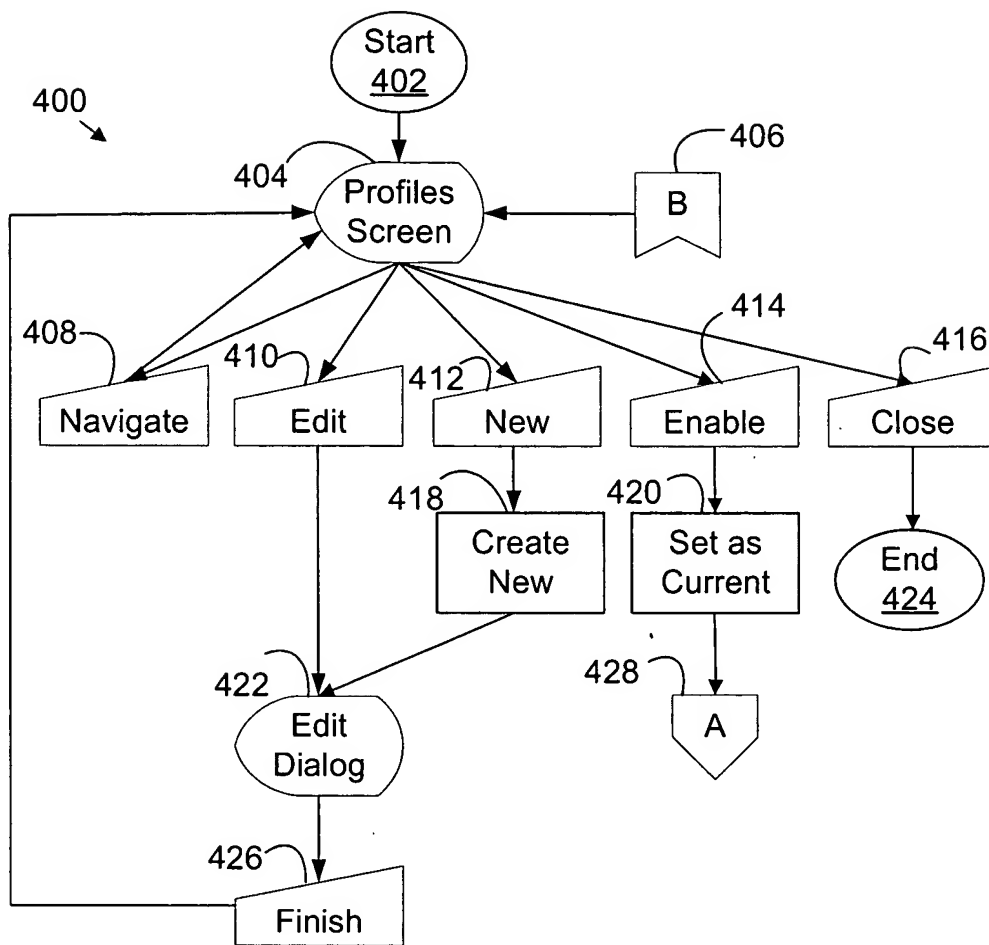 Start
402
400
404
Profiles
Screen
406
B
408
Navigate
410
Edit
412
New
414
Enable
416
Close
418
Create
New
420
Set as
Current
End
424
422
Edit
Dialog
428
A
426
Finish